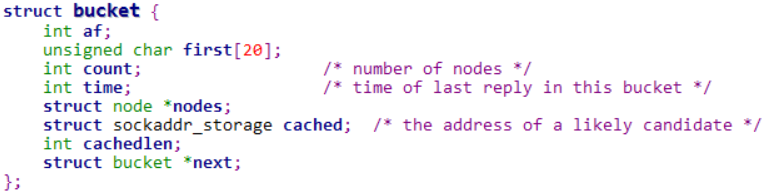 struct bucket {
    int af;
    unsigned char first[20];
    int count;                  /* number of nodes */
    int time;                   /* time of last reply in this bucket */
    struct node *nodes;
    struct sockaddr_storage cached;  /* the address of a likely candidate */
    int cachedlen;
    struct bucket *next;
};